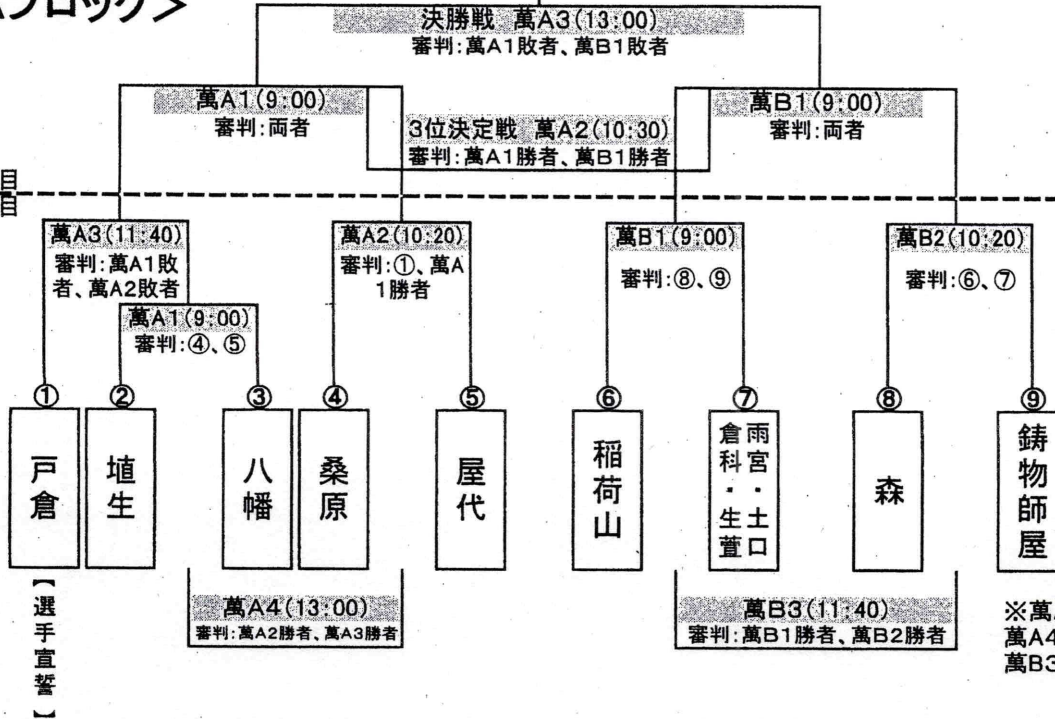 ブロック>
決勝戦 萬A3(13:00)
審判:萬A1敗者、萬B1敗者
萬A1(9:00)
審判:両者
3位決定戦 萬A2(10:30)
審判:萬A1勝者、萬B1勝者
萬B1(9:00)
審判:両者
目
目
萬A3(11:40)
審判:萬A1敗
者、萬A2敗者
萬A2(10:20)
審判:①、萬A
1勝者
萬B1(9:00)
審判:⑧、⑨
萬B2(10:20)
審判:⑥、⑦
萬A1(9:00)
審判:④、⑤
①
②
③
④
⑤
⑥
⑦
⑧
⑨
戸倉
埴生
八幡
桑原
屋代
稲荷山
雨宮・土口
倉科・生萱
森
鋳物師屋
【選手宣誓】
萬A4(13:00)
審判:萬A2勝者、萬A3勝者
萬B3(11:40)
審判:萬B1勝者、萬B2勝者
※萬
萬A4
萬B3